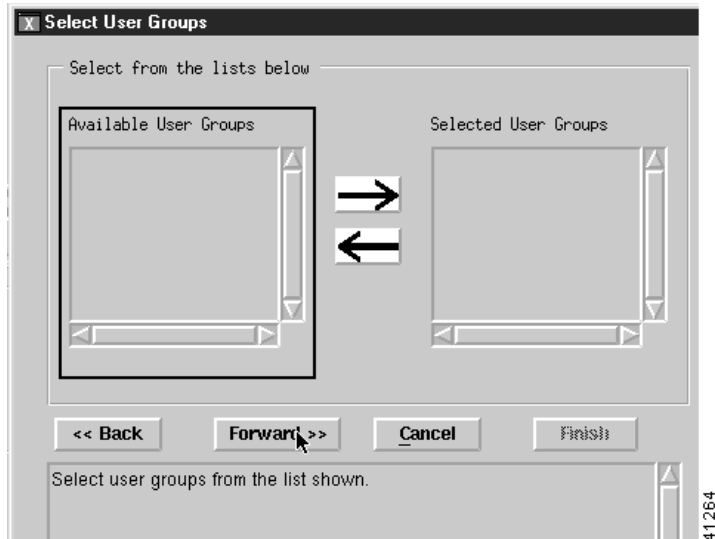 X Select User Groups
Select from the lists below
Available User Groups
Selected User Groups
<< Back
Forward >>
Cancel
Finish
Select user groups from the list shown.
41264